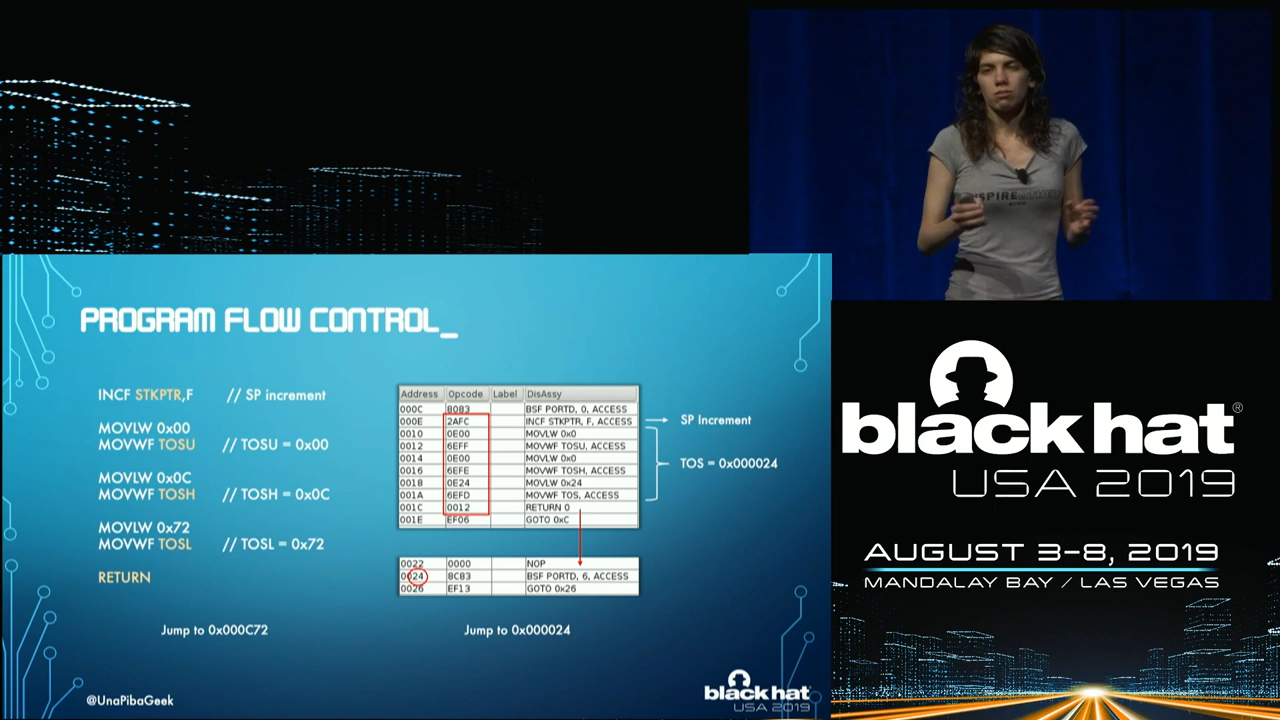 PROGRAM FLOW CONTROL_
INCF STKPTR,F // SP increment
MOVLW 0x00
MOVWF TOSU // TOSU = 0x00
MOVLW 0x0C
MOVWF TOSH // TOSH = 0x0C
MOVLW 0x72
MOVWF TOSL // TOSL = 0x72
RETURN
Jump to 0x000C72
Address Opcode Label DisAssy
000C 8083 BSF PORTD, 0, ACCESS
000E 2AFC INCF STKPTR, F, ACCESS
0010 0E00 MOVLW 0x0
0012 6EFF MOVWF TOSU, ACCESS
0014 0E00 MOVLW 0x0
0016 6EFE MOVWF TOSH, ACCESS
0018 0E24 MOVLW 0x24
001A 6EFD MOVWF TOS, ACCESS
001C 0012 RETURN 0
001E EF06 GOTO 0xC
SP Increment
TOS = 0x000024
0022 0000 NOP
0024 8C83 BSF PORTD, 6, ACCESS
0026 EF13 GOTO 0x26
Jump to 0x000024
@UnaPibaGeek
black hat
USA 2019
black hat®
USA 2019
AUGUST 3-8, 2019
MANDALAY BAY / LAS VEGAS